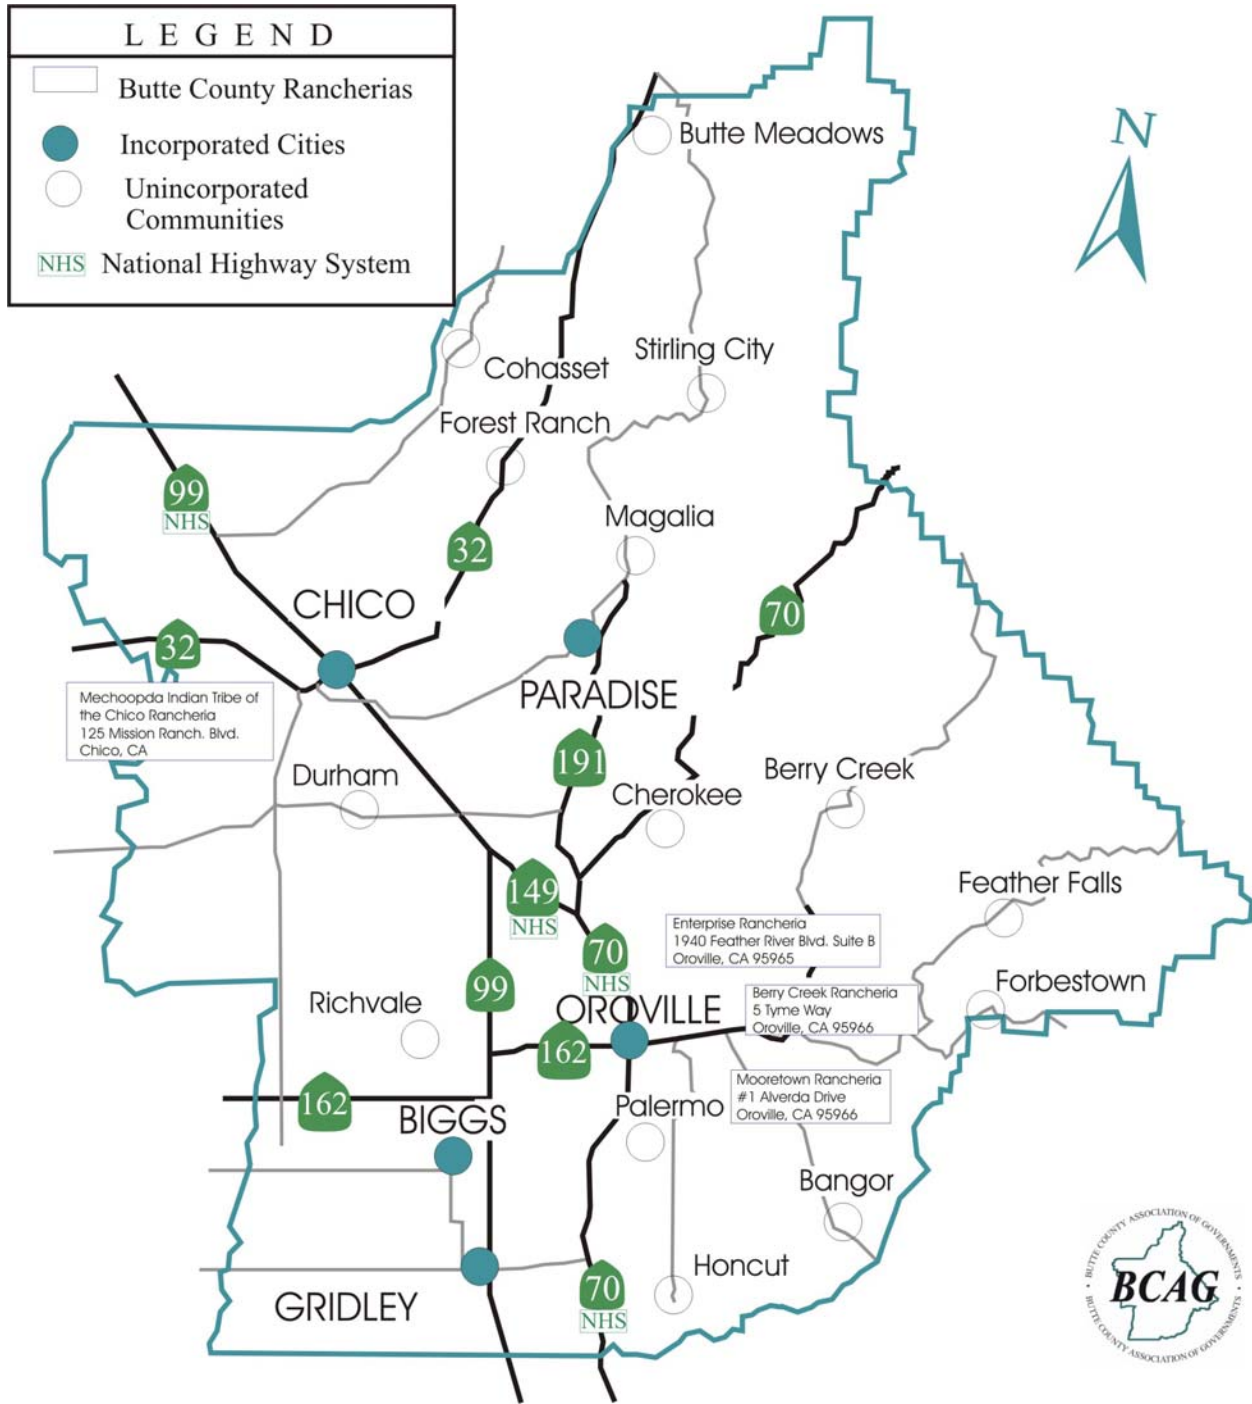 L E G E N D
Butte County Rancherias
Incorporated Cities
Unincorporated
Communities
NHS National Highway System
N
Butte Meadows
Stirling City
Cohasset
Forest Ranch
99
NHS
Magalia
32
CHICO
70
32
PARADISE
Mechoopda Indian Tribe of
the Chico Rancheria
125 Mission Ranch. Blvd.
Chico, CA
191
Durham
Cherokee
Berry Creek
149
NHS
Feather Falls
Enterprise Rancheria
1940 Feather River Blvd. Suite B
Oroville, CA 95965
70
NHS
99
Richvale
OROVILLE
Berry Creek Rancheria
5 Tyme Way
Oroville, CA 95966
Forbestown
162
162
Mooretown Rancheria
#1 Alverda Drive
Oroville, CA 95966
Palermo
BIGGS
Bangor
Honcut
70
NHS
GRIDLEY
BUTTE COUNTY ASSOCIATION OF GOVERNMENTS
BCAG
BUTTE COUNTY ASSOCIATION OF GOVERNMENTS